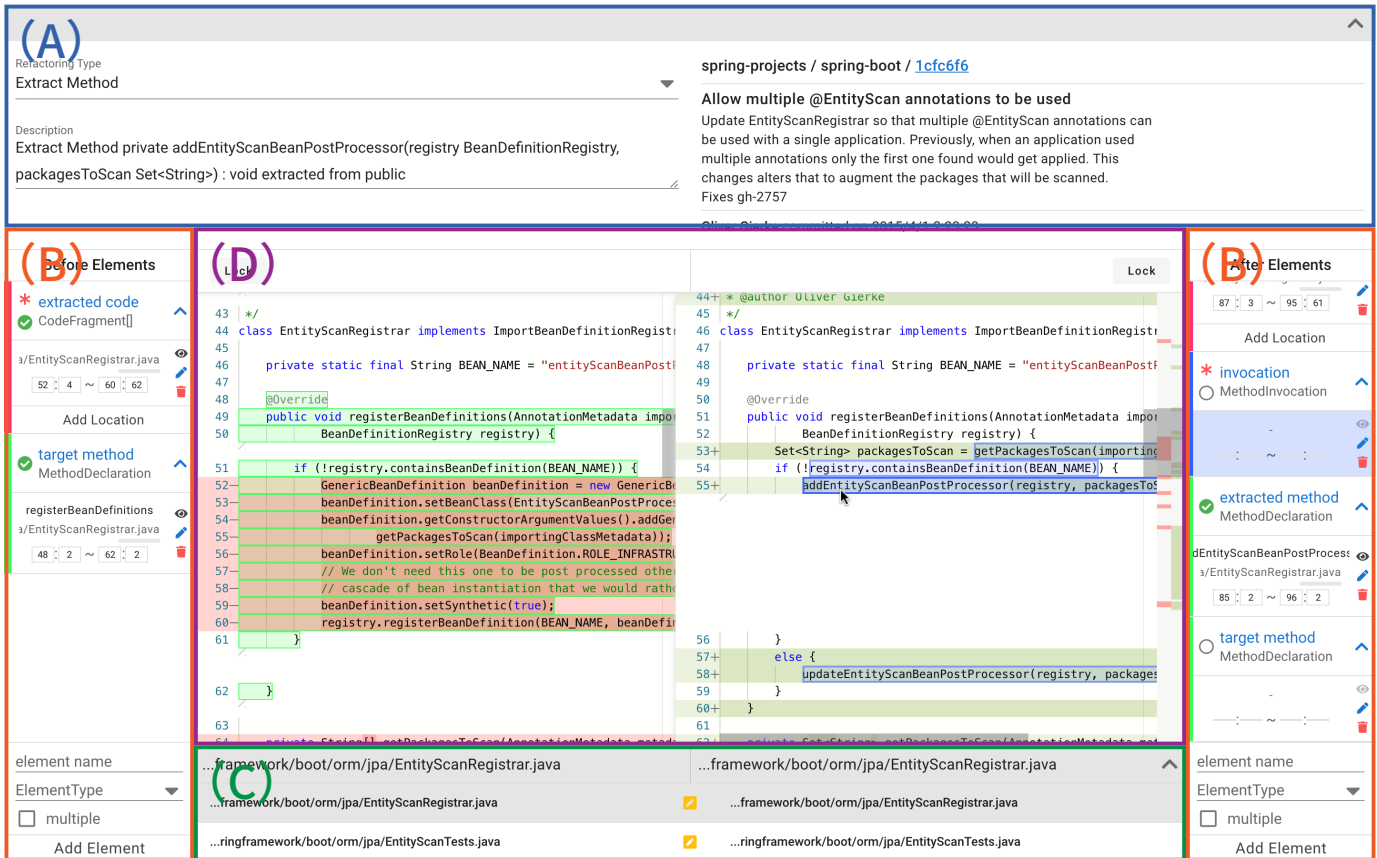 (A)
Refactoring Type
Extract Method
Description
Extract Method private addEntityScanBeanPostProcessor(registry BeanDefinitionRegistry,
packagesToScan Set<String>) : void extracted from public
spring-projects / spring-boot / 1cfc6f6
Allow multiple @EntityScan annotations to be used
Update EntityScanRegistrar so that multiple @EntityScan annotations can
be used with a single application. Previously, when an application used
multiple annotations only the first one found would get applied. This
changes alters that to augment the packages that will be scanned.
Fixes gh-2757
(B)
Before Elements
* extracted code
CodeFragment[]
a/EntityScanRegistrar.java
52 : 4 ~ 60 : 62
Add Location
target method
MethodDeclaration
registerBeanDefinitions
a/EntityScanRegistrar.java
48 : 2 ~ 62 : 2
element name
ElementType
multiple
Add Element
(D)
Lock
43 */
44 class EntityScanRegistrar implements ImportBeanDefinitionRegistr
45
46 private static final String BEAN_NAME = "entityScanBeanPostP
47
48 @Override
49 public void registerBeanDefinitions(AnnotationMetadata impor
50 BeanDefinitionRegistry registry) {
51 if (!registry.containsBeanDefinition(BEAN_NAME)) {
52— GenericBeanDefinition beanDefinition = new GenericBe
53— beanDefinition.setBeanClass(EntityScanBeanPostProces
54— beanDefinition.getConstructorArgumentValues().addGen
55— getPackagesToScan(importingClassMetadata));
56— beanDefinition.setRole(BeanDefinition.ROLE_INFRASTRU
57— // We don't need this one to be post processed other
58— // cascade of bean instantiation that we would rathe
59— beanDefinition.setSynthetic(true);
60— registry.registerBeanDefinition(BEAN_NAME, beanDefin
61 }
62 }
63
64— private String[] getPackagesToScan(AnnotationMetadata metad
Lock
44+ * @author Oliver Gierke
45 */
46 class EntityScanRegistrar implements ImportBeanDefinitionRegistr
47
48 private static final String BEAN_NAME = "entityScanBeanPostP
49
50 @Override
51 public void registerBeanDefinitions(AnnotationMetadata impor
52 BeanDefinitionRegistry registry) {
53+ Set<String> packagesToScan = getPackagesToScan(importing
54 if (!registry.containsBeanDefinition(BEAN_NAME)) {
55+ addEntityScanBeanPostProcessor(registry, packagesToS
56 }
57+ else {
58+ updateEntityScanBeanPostProcessor(registry, packages
59 }
60+ }
61
(C)
...framework/boot/orm/jpa/EntityScanRegistrar.java
...framework/boot/orm/jpa/EntityScanRegistrar.java
...framework/boot/orm/jpa/EntityScanRegistrar.java
...framework/boot/orm/jpa/EntityScanRegistrar.java
...ringframework/boot/orm/jpa/EntityScanTests.java
...ringframework/boot/orm/jpa/EntityScanTests.java
(B)
After Elements
87 : 3 ~ 95 : 61
Add Location
* invocation
MethodInvocation
-
: ~ :
extracted method
MethodDeclaration
dEntityScanBeanPostProcess
a/EntityScanRegistrar.java
85 : 2 ~ 96 : 2
target method
MethodDeclaration
-
: ~ :
element name
ElementType
multiple
Add Element